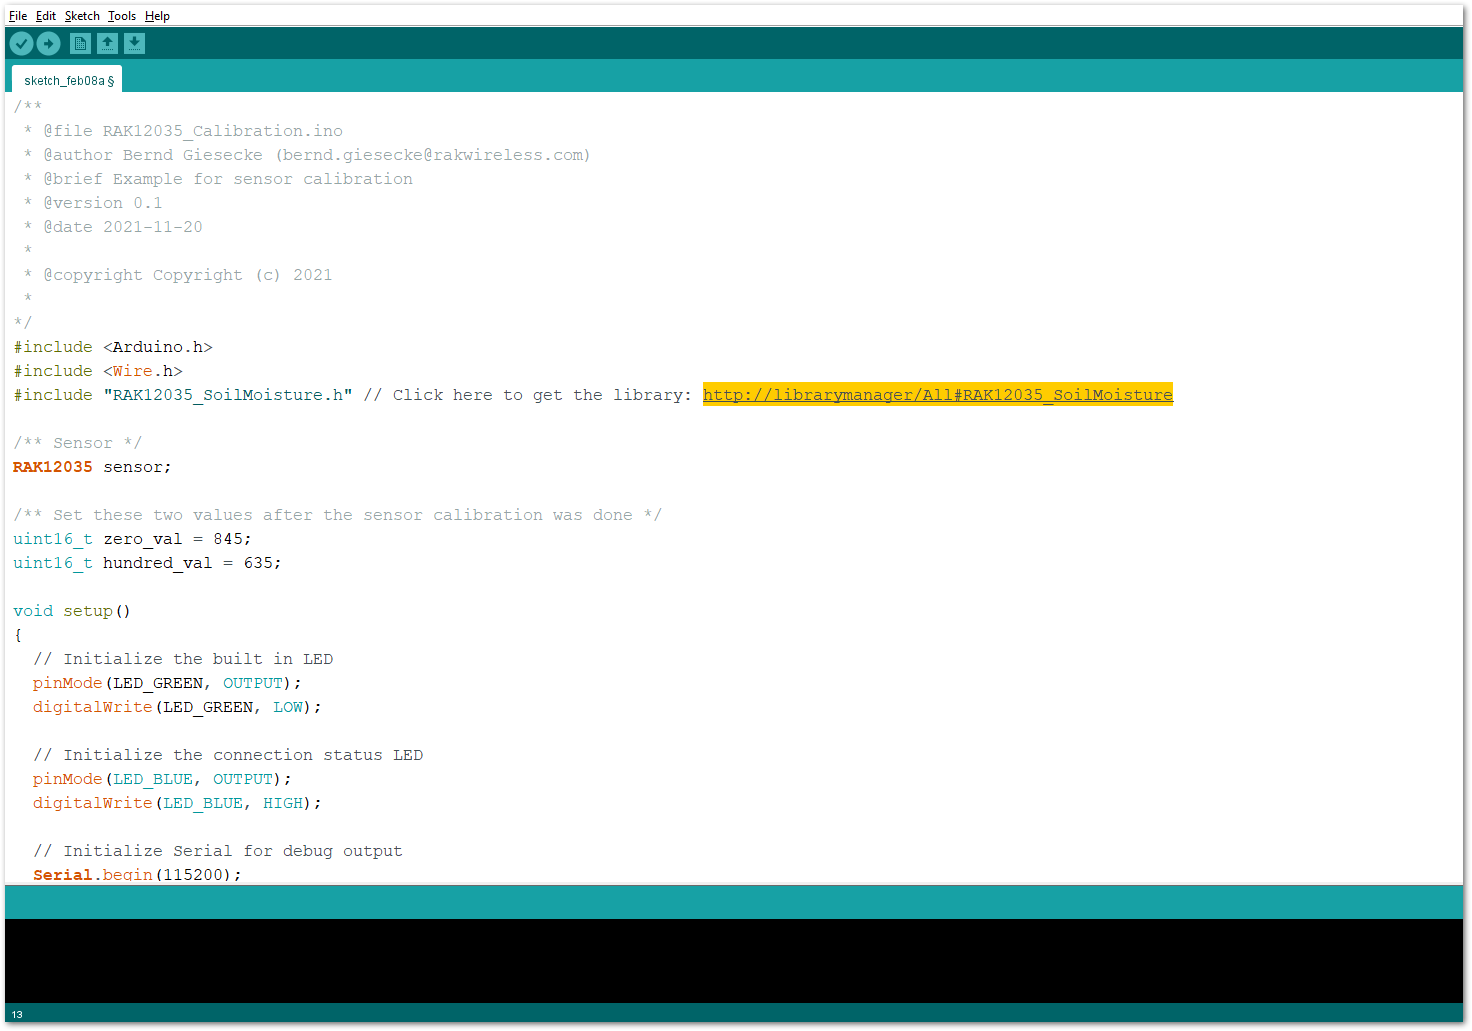 File Edit Sketch Tools Help
sketch_feb08a §
/**
 * @file RAK12035_Calibration.ino
 * @author Bernd Giesecke (bernd.giesecke@rakwireless.com)
 * @brief Example for sensor calibration
 * @version 0.1
 * @date 2021-11-20
 *
 * @copyright Copyright (c) 2021
 *
*/
#include <Arduino.h>
#include <Wire.h>
#include "RAK12035_SoilMoisture.h" // Click here to get the library: http://librarymanager/All#RAK12035_SoilMoisture

/** Sensor */
RAK12035 sensor;

/** Set these two values after the sensor calibration was done */
uint16_t zero_val = 845;
uint16_t hundred_val = 635;

void setup()
{
  // Initialize the built in LED
  pinMode(LED_GREEN, OUTPUT);
  digitalWrite(LED_GREEN, LOW);

  // Initialize the connection status LED
  pinMode(LED_BLUE, OUTPUT);
  digitalWrite(LED_BLUE, HIGH);

  // Initialize Serial for debug output
  Serial.begin(115200);
13